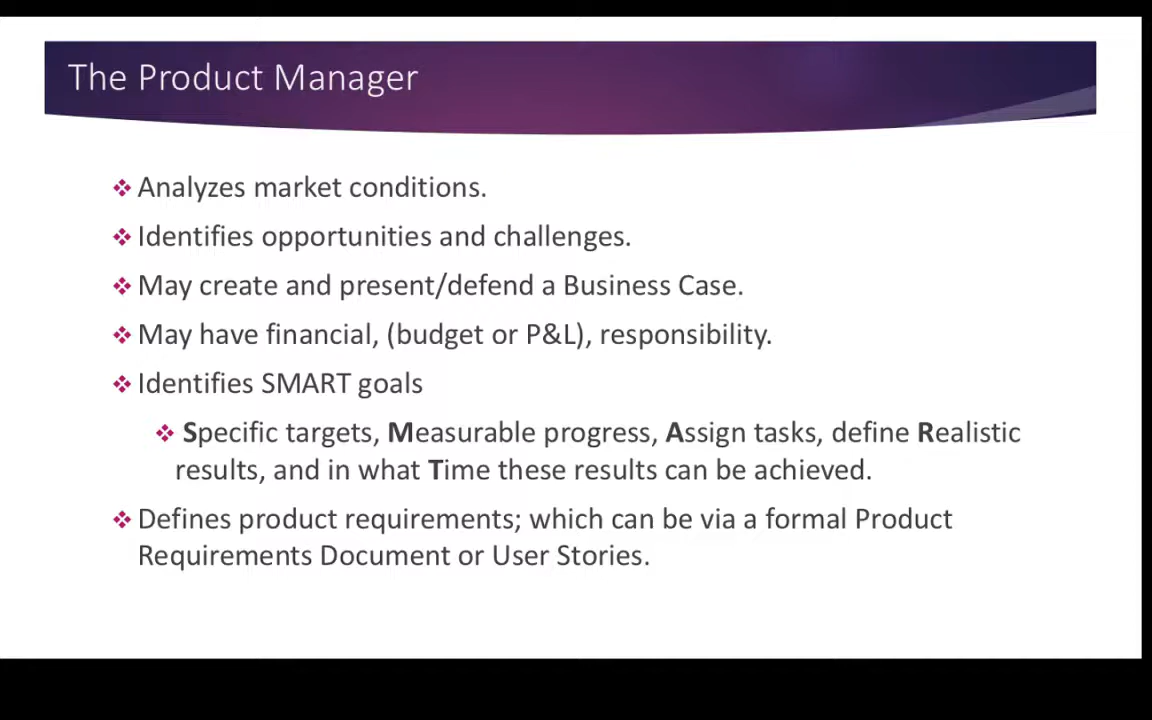 The Product Manager
Analyzes market conditions.
Identifies opportunities and challenges.
May create and present/defend a Business Case.
May have financial, (budget or P&L), responsibility.
Identifies SMART goals
Specific targets, Measurable progress, Assign tasks, define Realistic
results, and in what Time these results can be achieved.
Defines product requirements; which can be via a formal Product
Requirements Document or User Stories.